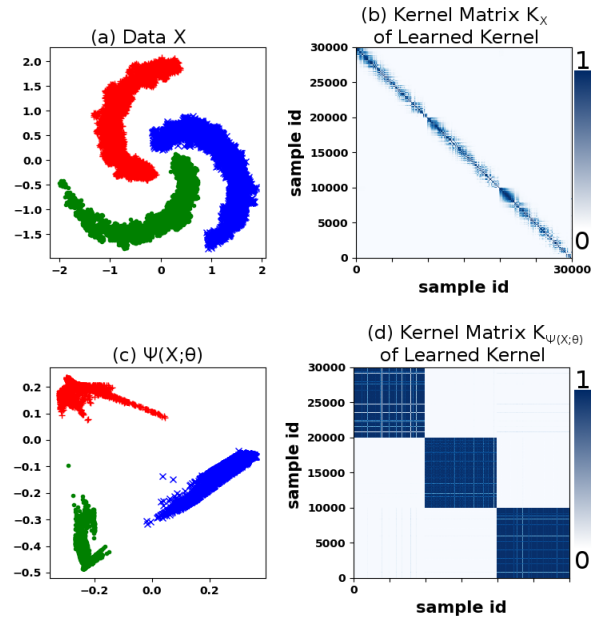 (a) Data X
2.0
1.5
1.0
0.5
0.0
−0.5
−1.0
−1.5
−2 −1 0 1 2
(b) Kernel Matrix K_X
of Learned Kernel
30000
25000
20000
15000
10000
5000
0
sample id
0 30000
sample id
1
0
(c) Ψ(X;θ)
0.2
0.1
0.0
−0.1
−0.2
−0.3
−0.4
−0.5
−0.2 0.0 0.2
(d) Kernel Matrix K_Ψ(X;θ)
of Learned Kernel
30000
25000
20000
15000
10000
5000
0
sample id
sample id
1
0